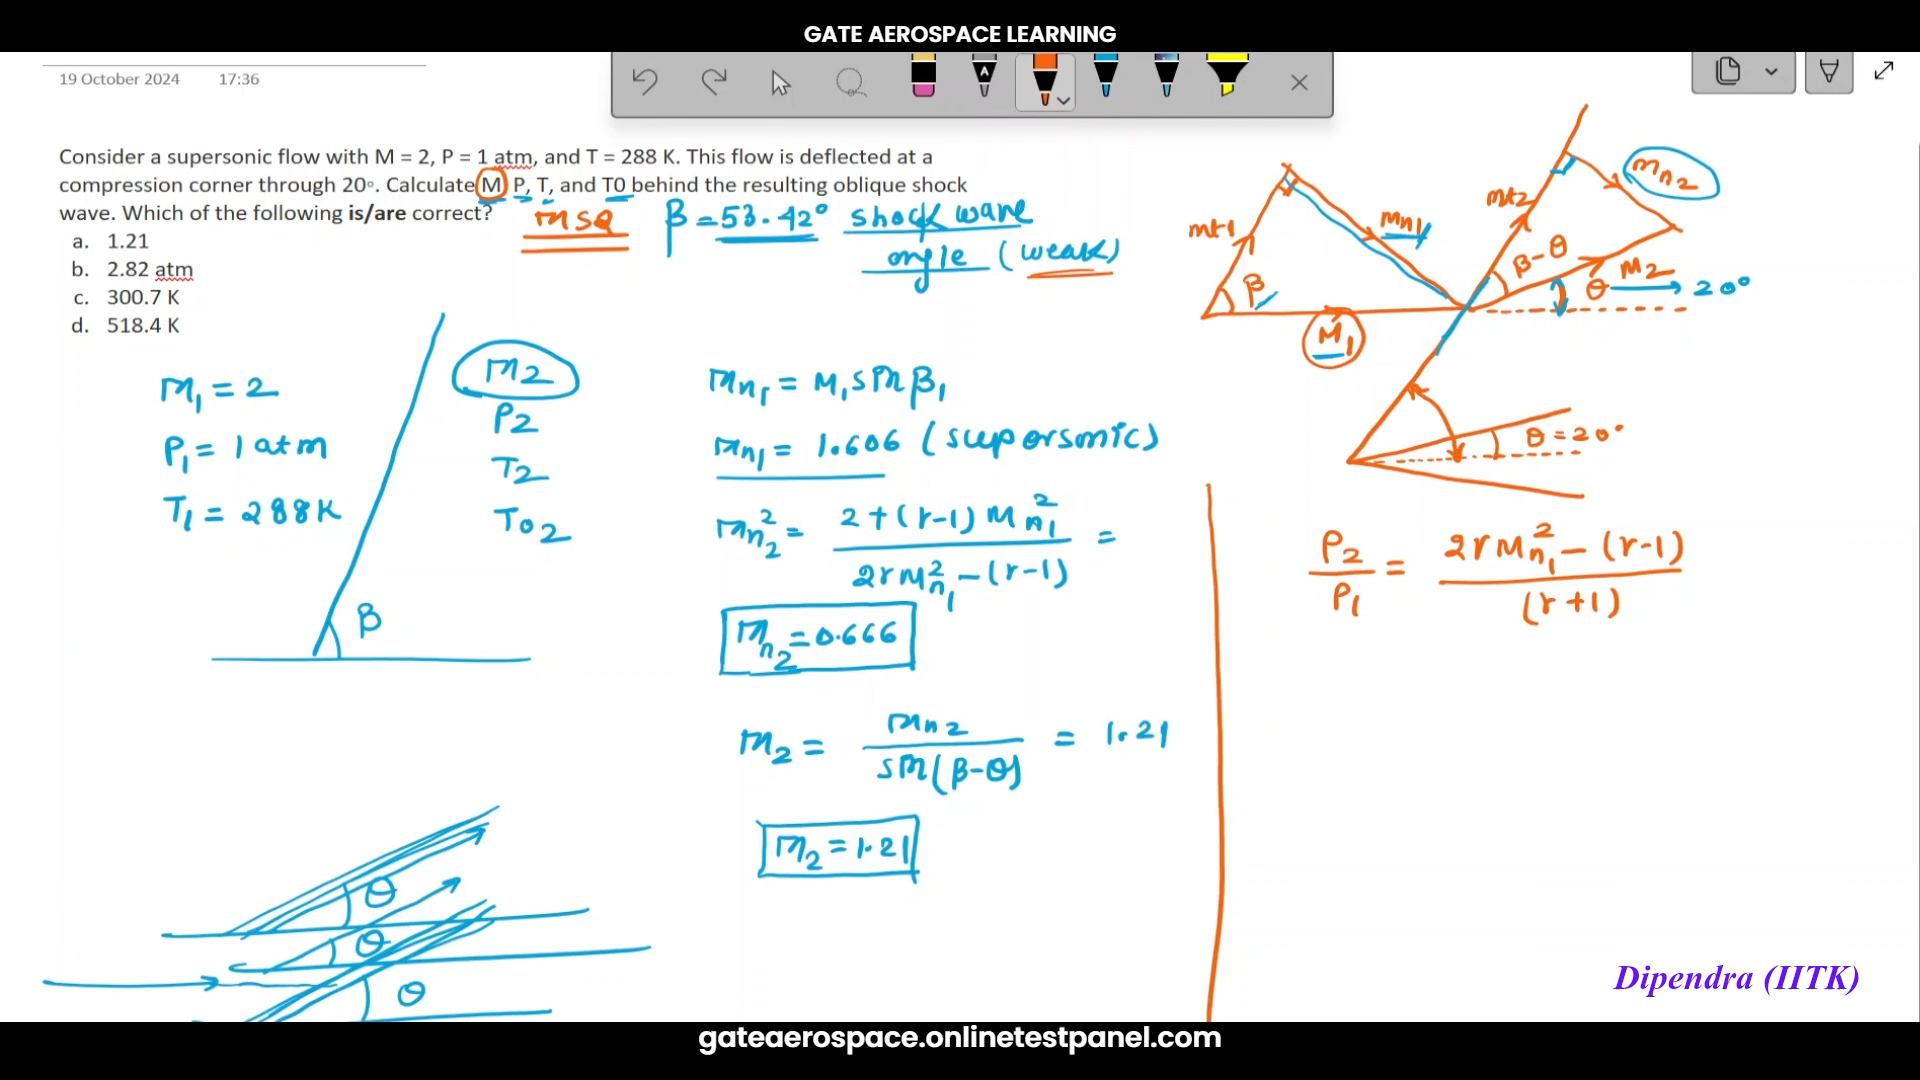 GATE AEROSPACE LEARNING
19 October 2024 17:36
Consider a supersonic flow with M = 2, P = 1 atm, and T = 288 K. This flow is deflected at a
compression corner through 20°. Calculate M, P, T, and T0 behind the resulting oblique shock
wave. Which of the following is/are correct?
a. 1.21
b. 2.82 atm
c. 300.7 K
d. 518.4 K
MSQ
β = 53.42° shock wave
angle (weak)
M₁ = 2
P₁ = 1 atm
T₁ = 288K
β
M2
P2
T2
T02
Mn₁ = M₁ sin β₁
Mn₁ = 1.606 (supersonic)
Mn₂² = 2+(r-1) Mn₁² / 2rMn₁² - (r-1) =
Mn₂ = 0.666
M₂ = Mn2 / sin(β-θ) = 1.21
M₂ = 1.21
θ
θ
θ
Mt1
Mn1
β
M₁
Mt2
Mn2
β-θ
M2
θ
20°
θ = 20°
P2/P1 = 2rMn₁² - (r-1) / (r+1)
Dipendra (IITK)
gateaerospace.onlinetestpanel.com